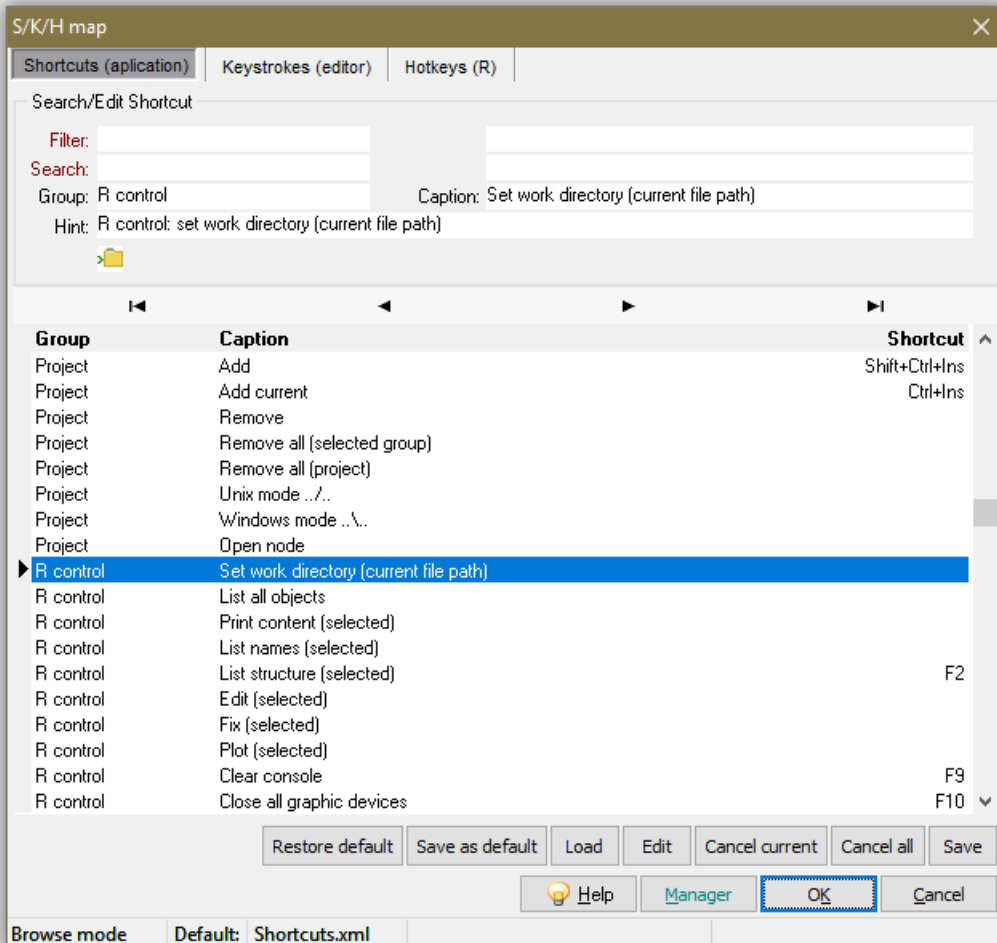 S/K/H map
Shortcuts (aplication) Keystrokes (editor) Hotkeys (R)
Search/Edit Shortcut
Filter:
Search:
Group: R control Caption: Set work directory (current file path)
Hint: R control: set work directory (current file path)
Group Caption Shortcut
Project Add Shift+Ctrl+Ins
Project Add current Ctrl+Ins
Project Remove
Project Remove all (selected group)
Project Remove all (project)
Project Unix mode ../..
Project Windows mode ..\..
Project Open node
R control Set work directory (current file path)
R control List all objects
R control Print content (selected)
R control List names (selected)
R control List structure (selected) F2
R control Edit (selected)
R control Fix (selected)
R control Plot (selected)
R control Clear console F9
R control Close all graphic devices F10
Restore default Save as default Load Edit Cancel current Cancel all Save
Help Manager OK Cancel
Browse mode Default: Shortcuts.xml